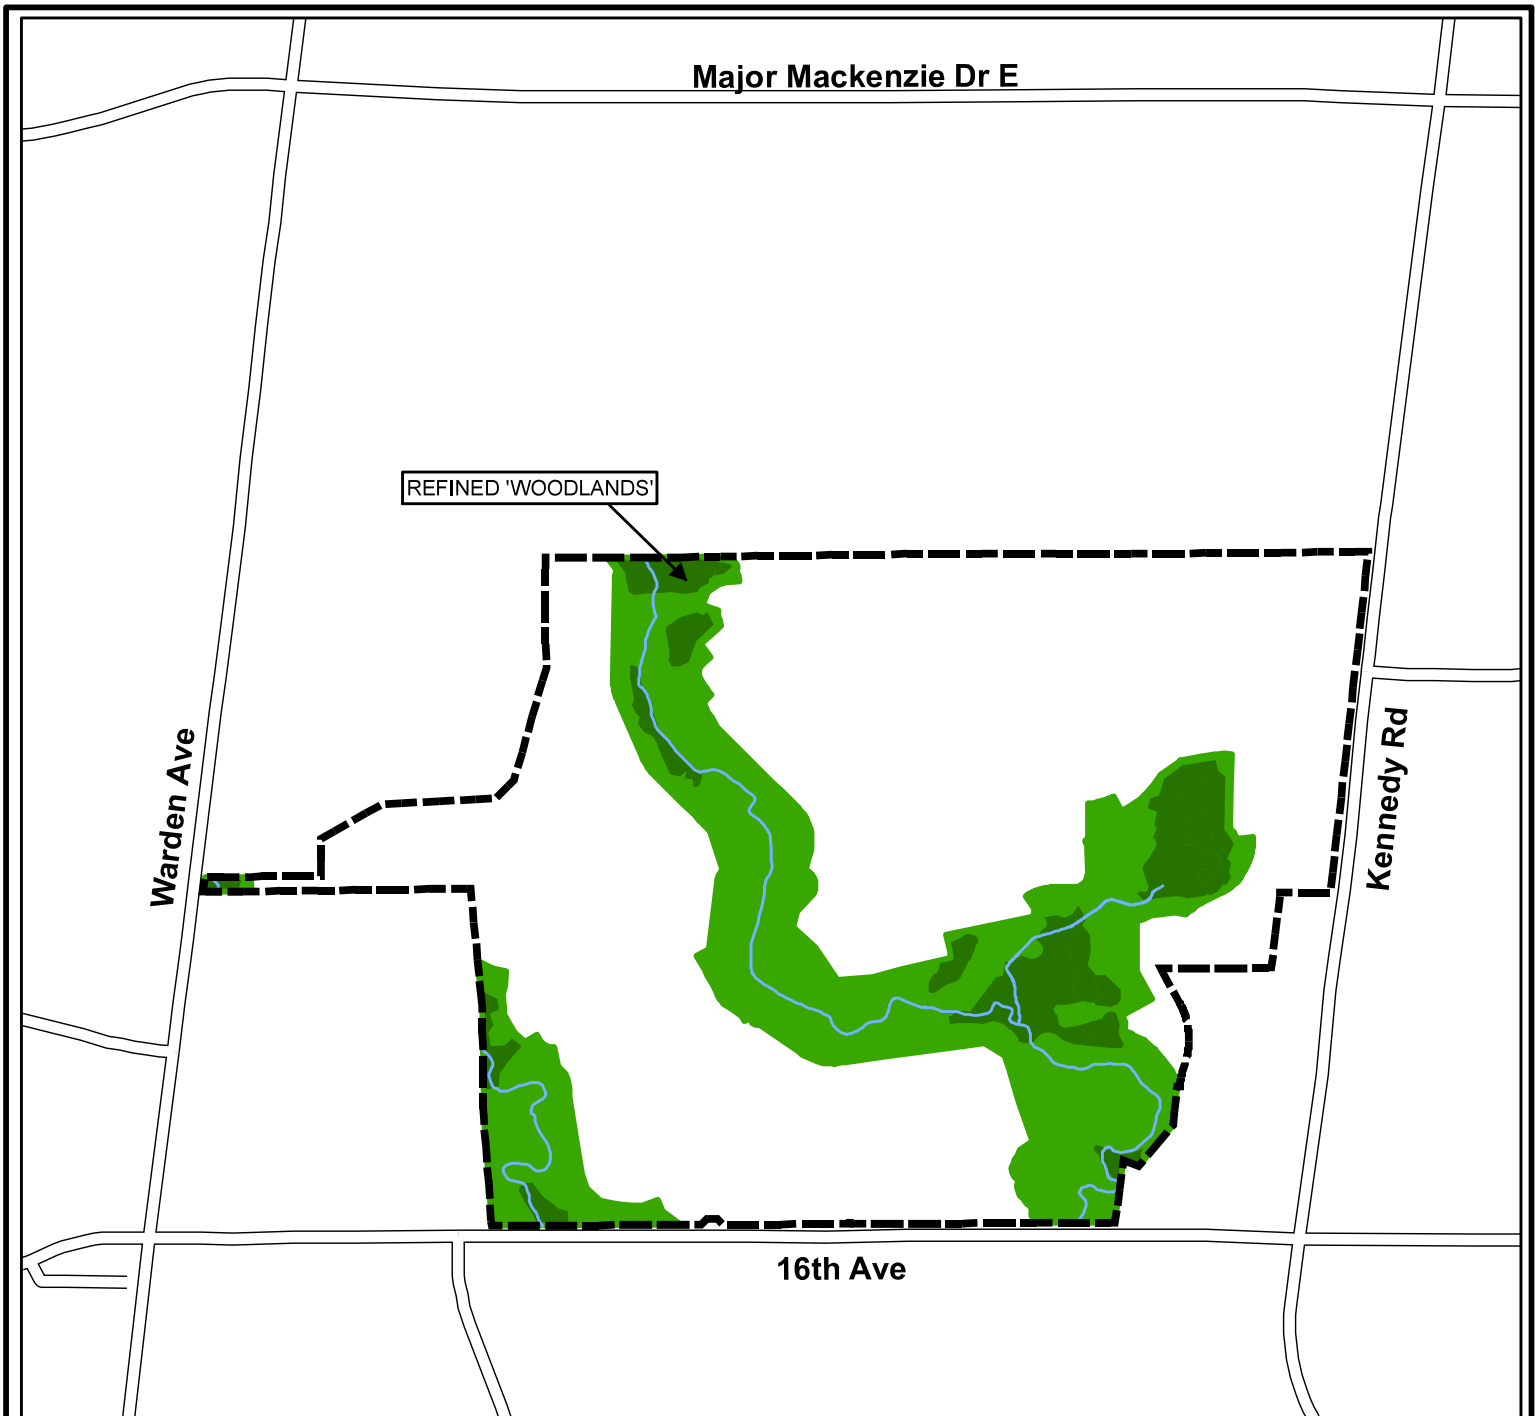 Major Mackenzie Dr E
REFINED 'WOODLANDS'
Warden Ave
Kennedy Rd
16th Ave